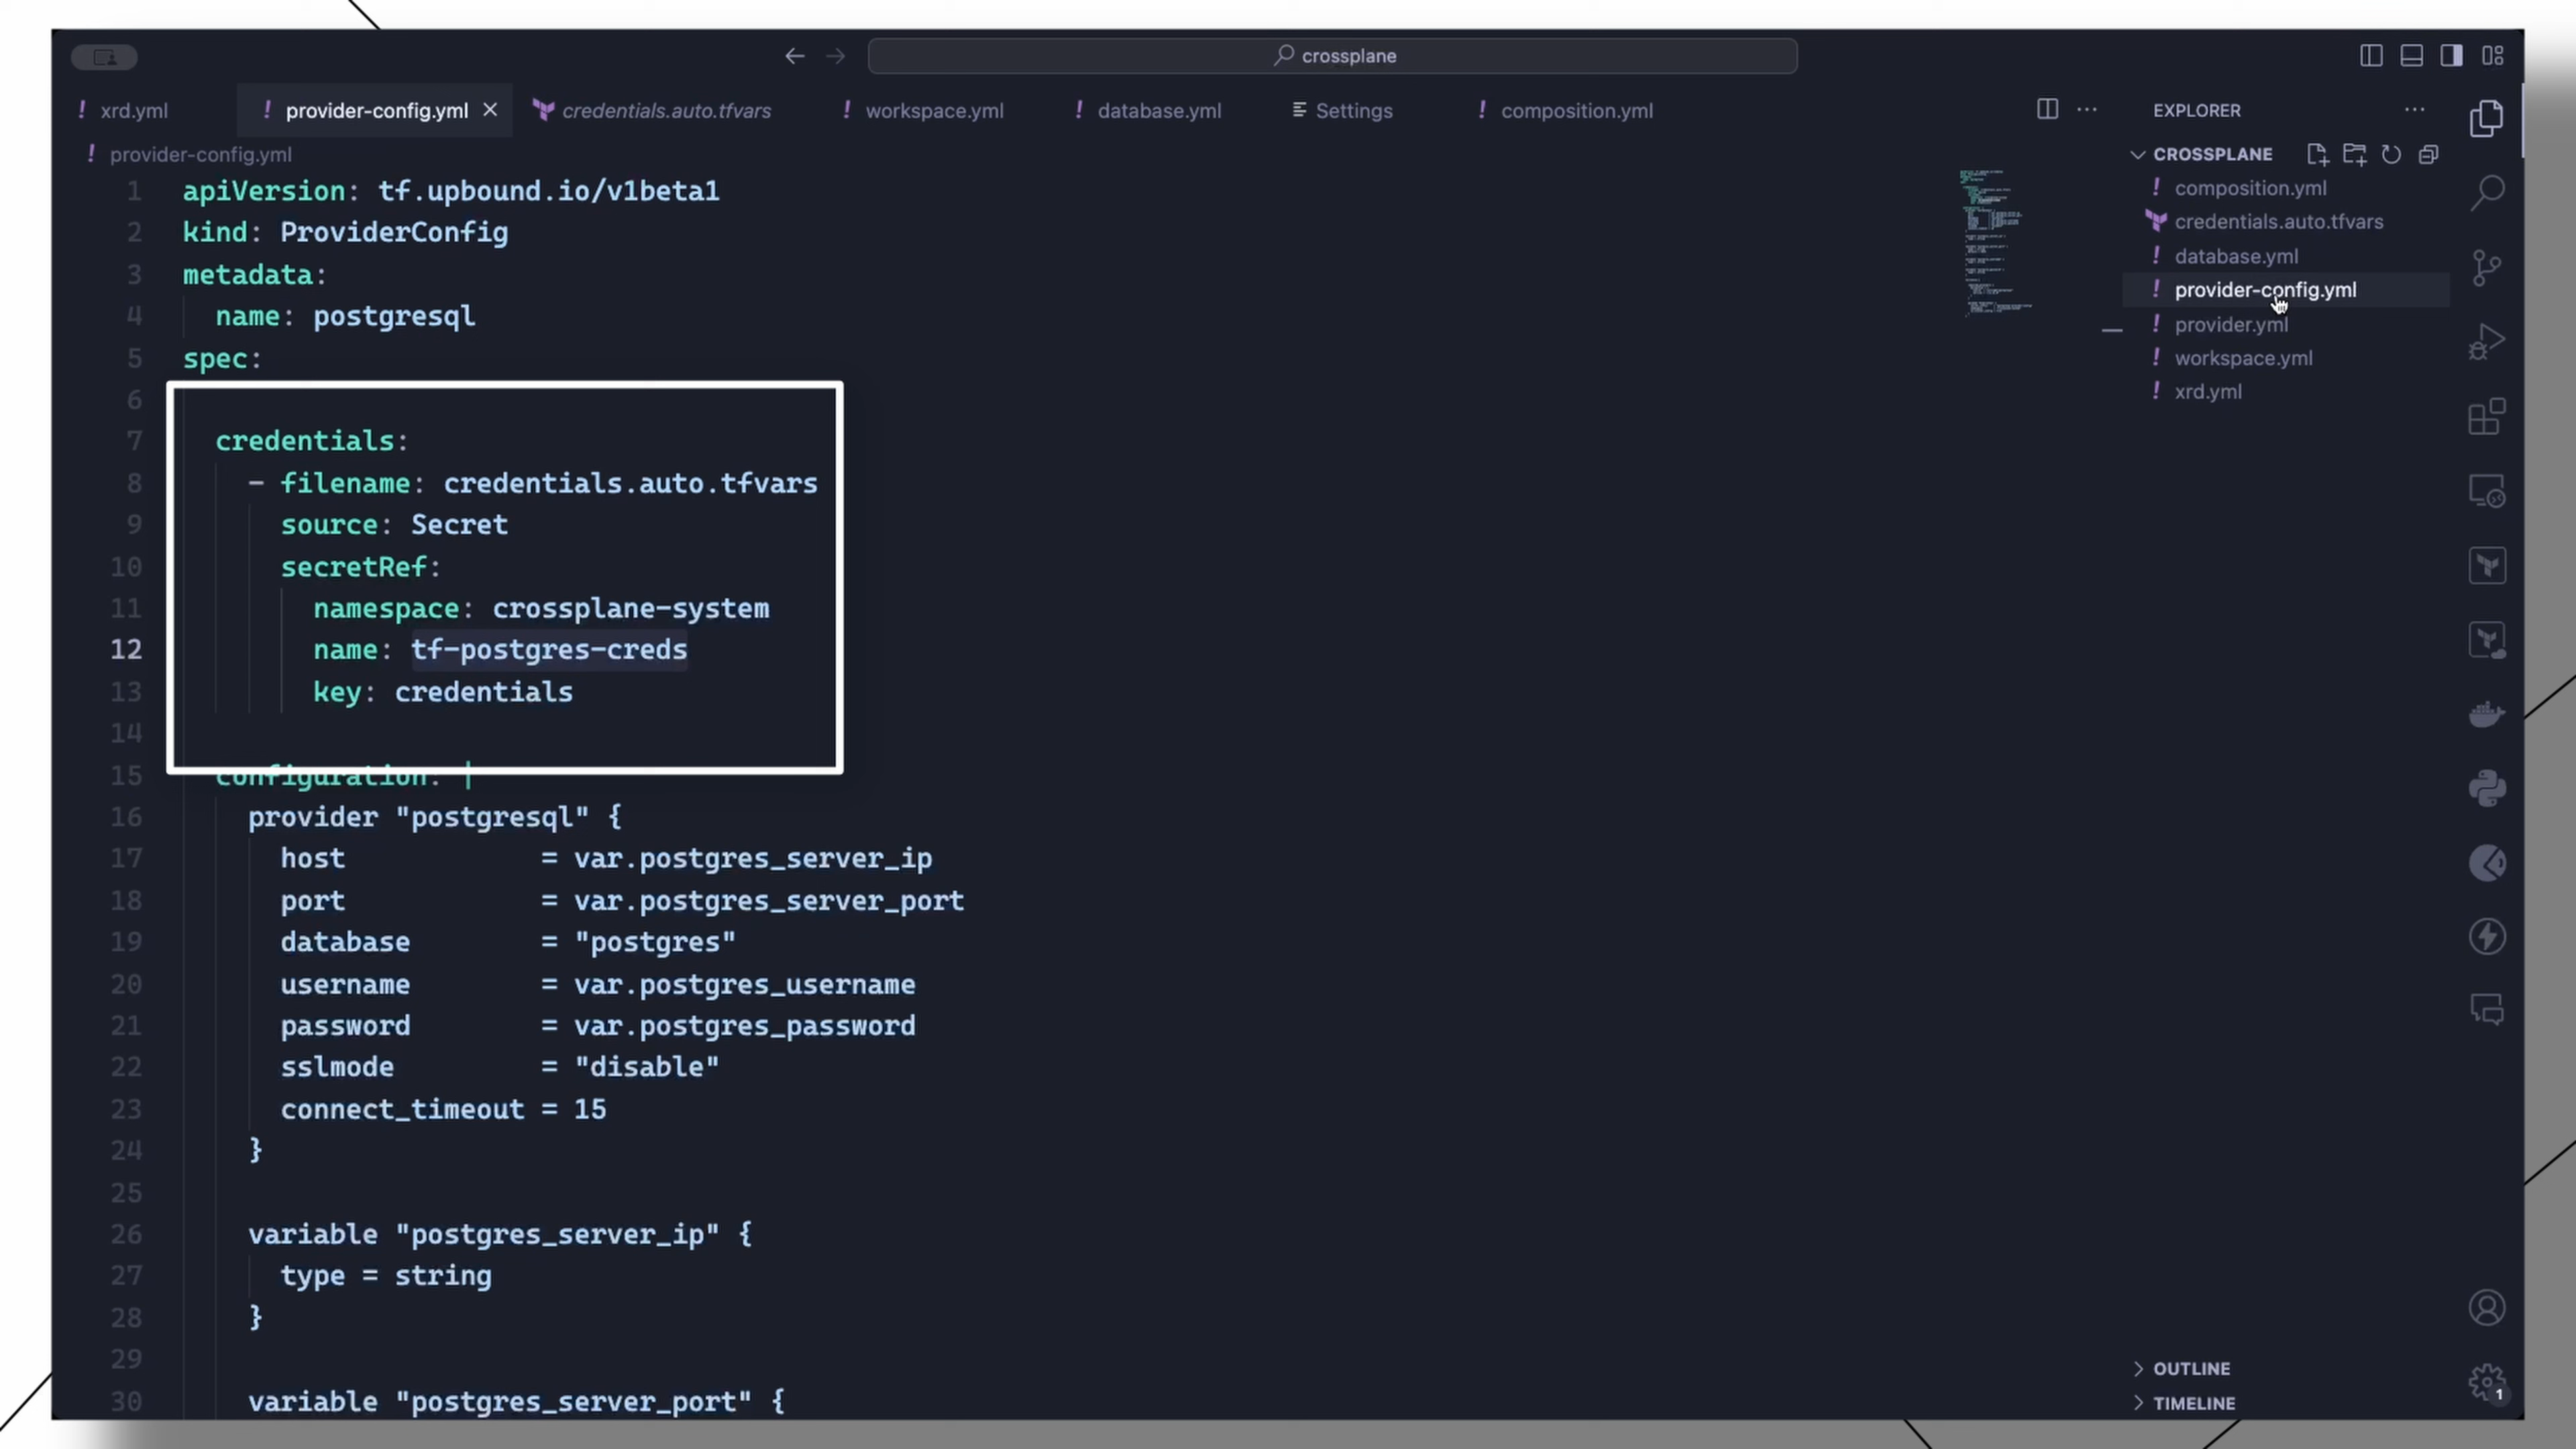 crossplane
xrd.yml
provider-config.yml
credentials.auto.tfvars
workspace.yml
database.yml
Settings
composition.yml
provider-config.yml
1 apiVersion: tf.upbound.io/v1beta1
2 kind: ProviderConfig
3 metadata:
4 name: postgresql
5 spec:
6
7 credentials:
8 - filename: credentials.auto.tfvars
9 source: Secret
10 secretRef:
11 namespace: crossplane-system
12 name: tf-postgres-creds
13 key: credentials
14
15 configuration: |
16 provider "postgresql" {
17 host = var.postgres_server_ip
18 port = var.postgres_server_port
19 database = "postgres"
20 username = var.postgres_username
21 password = var.postgres_password
22 sslmode = "disable"
23 connect_timeout = 15
24 }
25
26 variable "postgres_server_ip" {
27 type = string
28 }
29
30 variable "postgres_server_port" {
EXPLORER
CROSSPLANE
composition.yml
credentials.auto.tfvars
database.yml
provider-config.yml
provider.yml
workspace.yml
xrd.yml
OUTLINE
TIMELINE
1